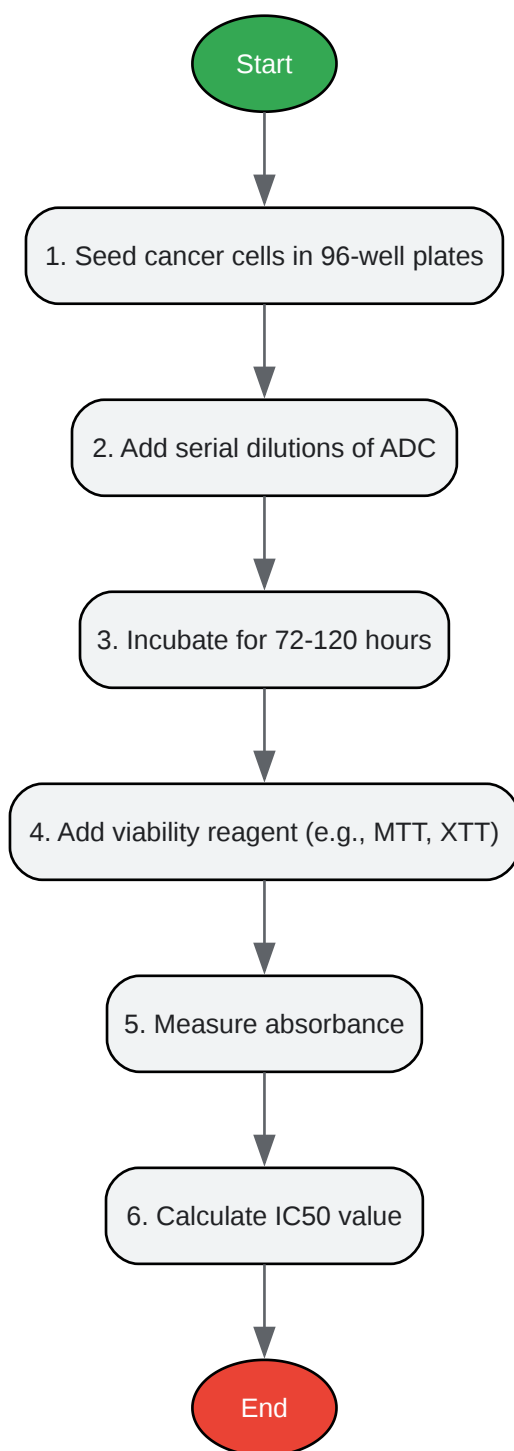 Start
1. Seed cancer cells in 96-well plates
2. Add serial dilutions of ADC
3. Incubate for 72-120 hours
4. Add viability reagent (e.g., MTT, XTT)
5. Measure absorbance
6. Calculate IC50 value
End